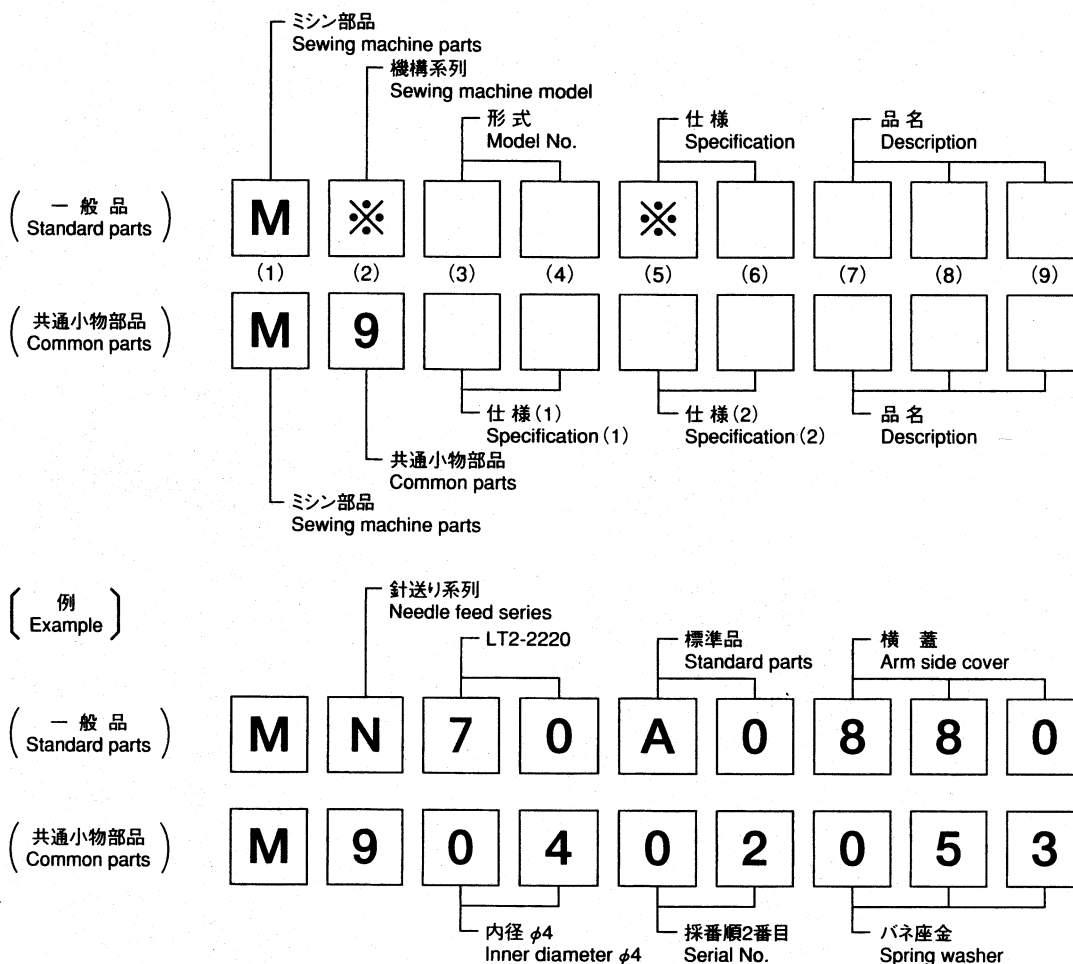 ミシン部品
Sewing machine parts
機構系列
Sewing machine model
形式
Model No.
仕様
Specification
品名
Description
(一般品
Standard parts)
M ※ ※
(1) (2) (3) (4) (5) (6) (7) (8) (9)
(共通小物部品
Common parts)
M 9
仕様(1)
Specification(1)
仕様(2)
Specification(2)
品名
Description
共通小物部品
Common parts
ミシン部品
Sewing machine parts
〔例
Example〕
針送り系列
Needle feed series
LT2-2220
標準品
Standard parts
横蓋
Arm side cover
(一般品
Standard parts)
M N 7 0 A 0 8 8 0
(共通小物部品
Common parts)
M 9 0 4 0 2 0 5 3
内径 φ4
Inner diameter φ4
採番順2番目
Serial No.
バネ座金
Spring washer